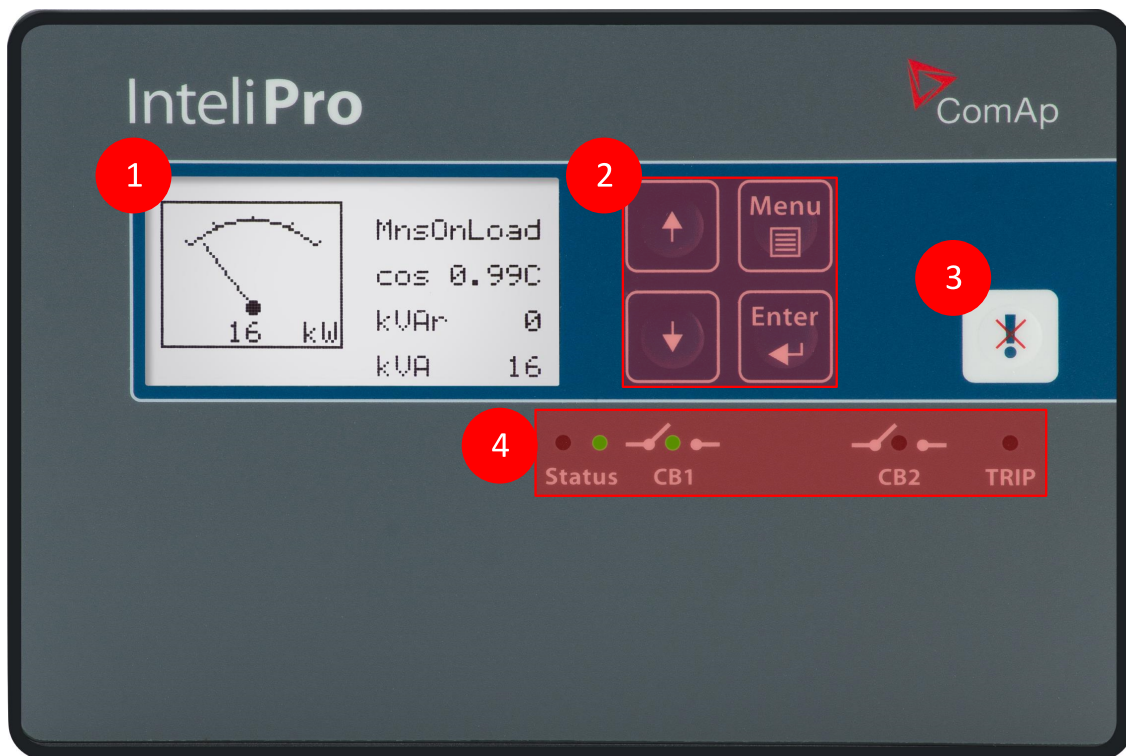 InteliPro
ComAp
1
2
3
4
MnsOnLoad
cos 0.99C
kVAr 0
kVA 16
16 kW
Menu
Enter
Status CB1 CB2 TRIP